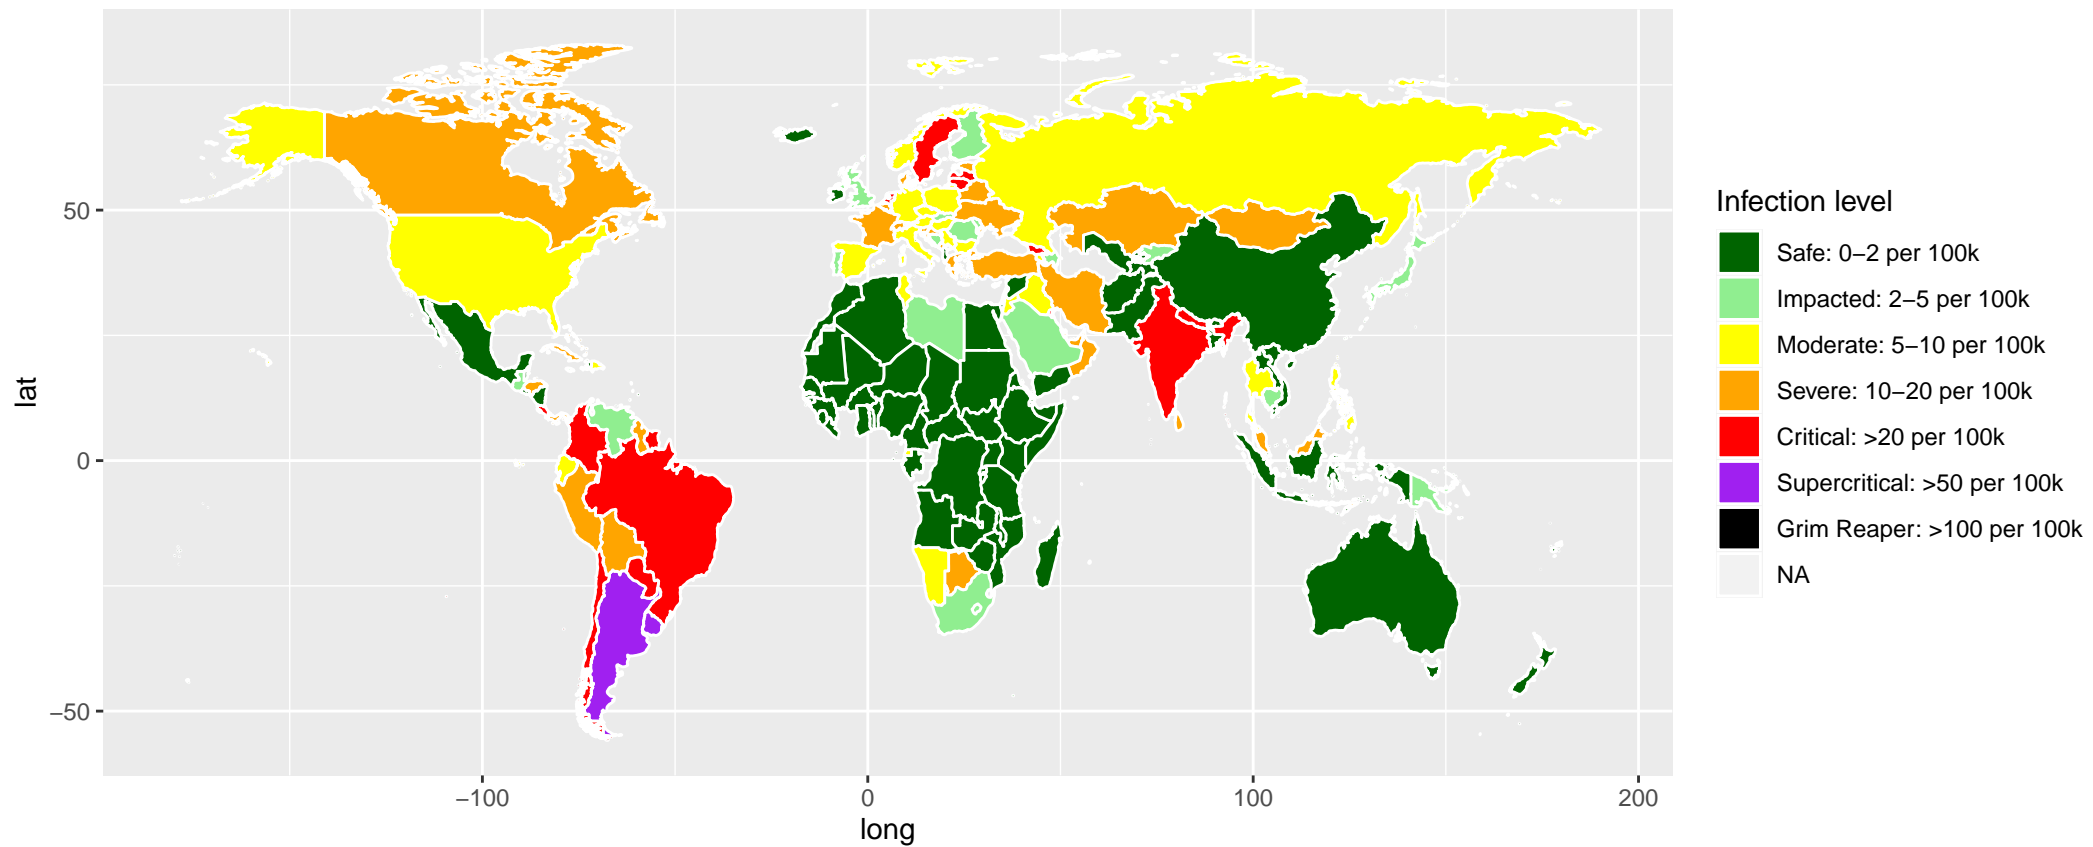 50
0
−50
lat
−100
0
100
200
long
Infection level
Safe: 0−2 per 100k
Impacted: 2−5 per 100k
Moderate: 5−10 per 100k
Severe: 10−20 per 100k
Critical: >20 per 100k
Supercritical: >50 per 100k
Grim Reaper: >100 per 100k
NA